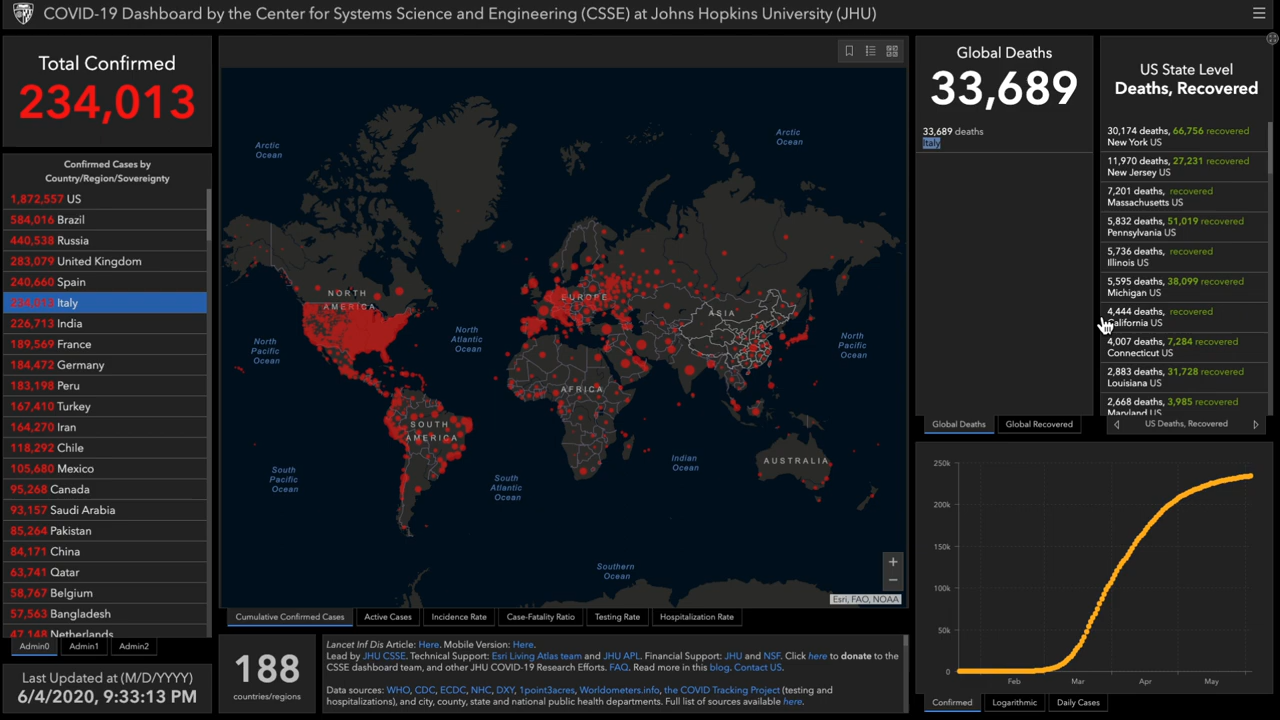 COVID-19 Dashboard by the Center for Systems Science and Engineering (CSSE) at Johns Hopkins University (JHU)
Total Confirmed
234,013
Confirmed Cases by
Country/Region/Sovereignty
1,872,557 US
584,016 Brazil
440,538 Russia
283,079 United Kingdom
240,660 Spain
234,013 Italy
226,713 India
189,569 France
184,472 Germany
183,198 Peru
167,410 Turkey
164,270 Iran
118,292 Chile
105,680 Mexico
95,268 Canada
93,157 Saudi Arabia
85,264 Pakistan
84,171 China
63,741 Qatar
58,767 Belgium
57,563 Bangladesh
47,148 Netherlands
Admin0
Admin1
Admin2
Last Updated at (M/D/YYYY)
6/4/2020, 9:33:13 PM
Arctic
Ocean
Arctic
Ocean
NORTH
AMERICA
EUROPE
ASIA
North
Pacific
Ocean
North
Atlantic
Ocean
North
Pacific
Ocean
AFRICA
SOUTH
AMERICA
Indian
Ocean
AUSTRALIA
South
Pacific
Ocean
South
Atlantic
Ocean
Southern
Ocean
+
−
Esri, FAO, NOAA
Cumulative Confirmed Cases
Active Cases
Incidence Rate
Case-Fatality Ratio
Testing Rate
Hospitalization Rate
188
countries/regions
Lancet Inf Dis Article: Here. Mobile Version: Here.
Lead by JHU CSSE. Technical Support: Esri Living Atlas team and JHU APL. Financial Support: JHU and NSF. Click here to donate to the
CSSE dashboard team, and other JHU COVID-19 Research Efforts. FAQ. Read more in this blog. Contact US.
Data sources: WHO, CDC, ECDC, NHC, DXY, 1point3acres, Worldometers.info, the COVID Tracking Project (testing and
hospitalizations), and city, county, state and national public health departments. Full list of sources available here.
Global Deaths
33,689
33,689 deaths
Italy
Global Deaths
Global Recovered
US State Level
Deaths, Recovered
30,174 deaths, 66,756 recovered
New York US
11,970 deaths, 27,231 recovered
New Jersey US
7,201 deaths, recovered
Massachusetts US
5,832 deaths, 51,019 recovered
Pennsylvania US
5,736 deaths, recovered
Illinois US
5,595 deaths, 38,099 recovered
Michigan US
4,444 deaths, recovered
California US
4,007 deaths, 7,284 recovered
Connecticut US
2,883 deaths, 31,728 recovered
Louisiana US
2,668 deaths, 3,985 recovered
Maryland US
US Deaths, Recovered
250k
200k
150k
100k
50k
0
Feb
Mar
Apr
May
Confirmed
Logarithmic
Daily Cases